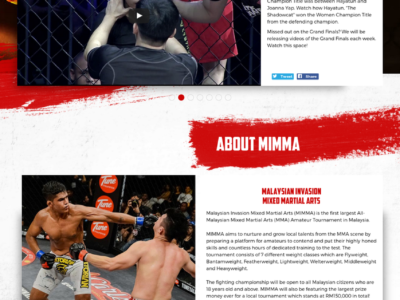 Champion Title was between Hayatun and
Joanna Yap. Watch how Hayatun, "The
Shadowcat" won the Women Champion Title
from the defending champion.
Missed out on the Grand Finals? We will be
releasing videos of the Grand Finals each week.
Watch this space!
Tweet
Share
ABOUT MIMMA
MALAYSIAN INVASION
MIXED MARTIAL ARTS
Malaysian Invasion Mixed Martial Arts (MIMMA) is the first largest All-
Malaysian Mixed Martial Arts (MMA) Amateur Tournament in Malaysia
MIMMA aims to nurture and grow local talents from the MMA scene by
preparing a platform for amateurs to contend and put their highly honed
skills and countless hours of dedicated training to the test. The
tournament consists of 7 different weight classes which are Flyweight,
Bantamweight, Featherweight, Lightweight, Welterweight, Middleweight
and Heavyweight.
The fighting championship will be open to all Malaysian citizens who are
18 years old and above. MIMMA will also be featuring the largest prize
money ever for a local tournament which stands at RM130,000 in total